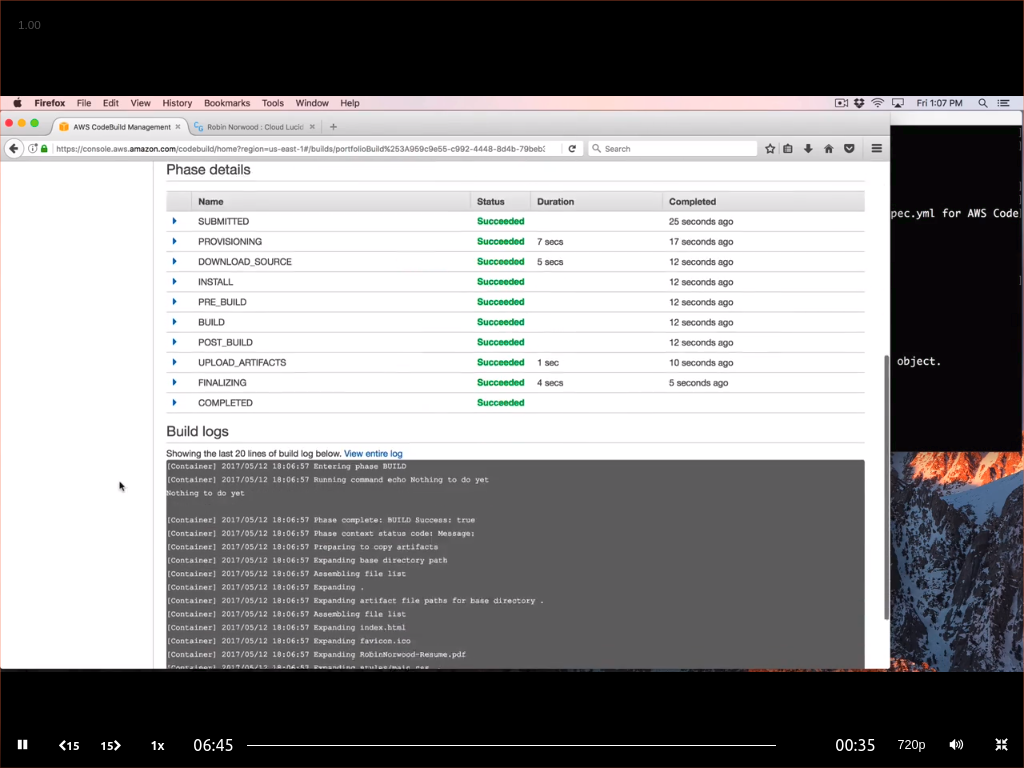 1.00
Firefox File Edit View History Bookmarks Tools Window Help Fri 1:07 PM
AWS CodeBuild Management Robin Norwood : Cloud Lucid
https://console.aws.amazon.com/codebuild/home?region=us-east-1#/builds/portfolioBuild%253A959c9e55-c992-4448-8d4b-79beb Search
Phase details
Name Status Duration Completed
SUBMITTED Succeeded 25 seconds ago
PROVISIONING Succeeded 7 secs 17 seconds ago
pec.yml for AWS Code
DOWNLOAD_SOURCE Succeeded 5 secs 12 seconds ago
INSTALL Succeeded 12 seconds ago
PRE_BUILD Succeeded 12 seconds ago
BUILD Succeeded 12 seconds ago
POST_BUILD Succeeded 12 seconds ago
UPLOAD_ARTIFACTS Succeeded 1 sec 10 seconds ago
object.
FINALIZING Succeeded 4 secs 5 seconds ago
COMPLETED Succeeded
Build logs
Showing the last 20 lines of build log below. View entire log
[Container] 2017/05/12 18:06:57 Entering phase BUILD
[Container] 2017/05/12 18:06:57 Running command echo Nothing to do yet
Nothing to do yet
[Container] 2017/05/12 18:06:57 Phase complete: BUILD Success: true
[Container] 2017/05/12 18:06:57 Phase context status code: Message:
[Container] 2017/05/12 18:06:57 Preparing to copy artifacts
[Container] 2017/05/12 18:06:57 Expanding base directory path
[Container] 2017/05/12 18:06:57 Assembling file list
[Container] 2017/05/12 18:06:57 Expanding .
[Container] 2017/05/12 18:06:57 Expanding artifact file paths for base directory .
[Container] 2017/05/12 18:06:57 Assembling file list
[Container] 2017/05/12 18:06:57 Expanding index.html
[Container] 2017/05/12 18:06:57 Expanding favicon.ico
[Container] 2017/05/12 18:06:57 Expanding RobinNorwood-Resume.pdf
[Container] 2017/05/12 18:06:57 Expanding styles/main.css
15 15 1x 06:45 00:35 720p